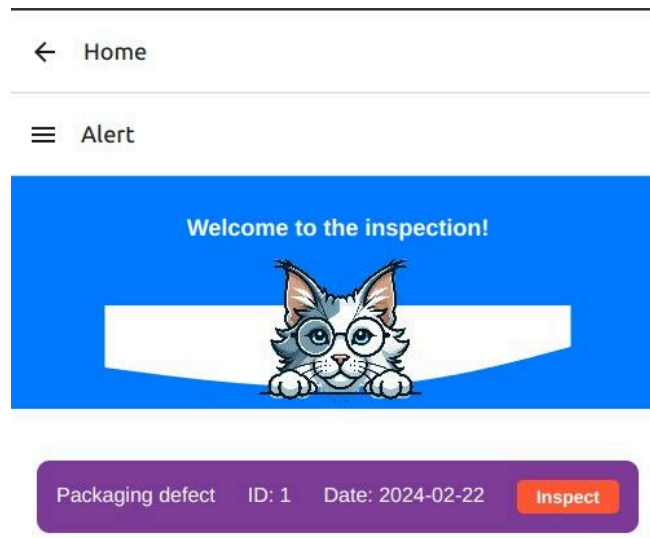 Home
Alert
Welcome to the inspection!
Packaging defect ID: 1 Date: 2024-02-22 Inspect